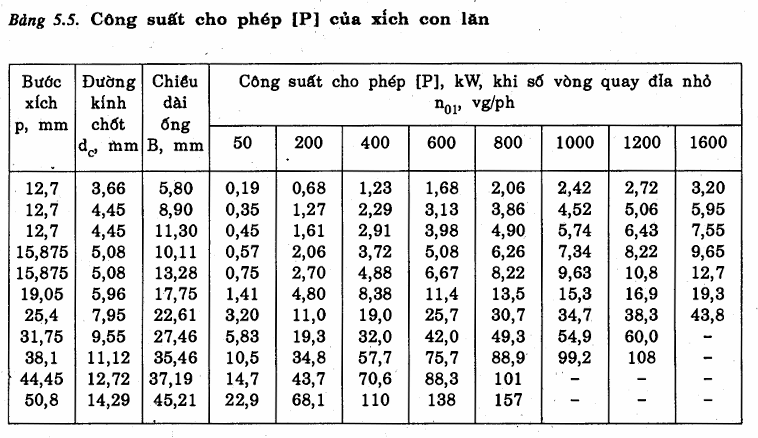 Bảng 5.5. Công suất cho phép [P] của xích con lăn
Bước xích p, mm | Đường kính chốt d_c, mm | Chiều dài ống B, mm | Công suất cho phép [P], kW, khi số vòng quay đĩa nhỏ n₀₁, vg/ph
50 | 200 | 400 | 600 | 800 | 1000 | 1200 | 1600
12,7 | 3,66 | 5,80 | 0,19 | 0,68 | 1,23 | 1,68 | 2,06 | 2,42 | 2,72 | 3,20
12,7 | 4,45 | 8,90 | 0,35 | 1,27 | 2,29 | 3,13 | 3,86 | 4,52 | 5,06 | 5,95
12,7 | 4,45 | 11,30 | 0,45 | 1,61 | 2,91 | 3,98 | 4,90 | 5,74 | 6,43 | 7,55
15,875 | 5,08 | 10,11 | 0,57 | 2,06 | 3,72 | 5,08 | 6,26 | 7,34 | 8,22 | 9,65
15,875 | 5,08 | 13,28 | 0,75 | 2,70 | 4,88 | 6,67 | 8,22 | 9,63 | 10,8 | 12,7
19,05 | 5,96 | 17,75 | 1,41 | 4,80 | 8,38 | 11,4 | 13,5 | 15,3 | 16,9 | 19,3
25,4 | 7,95 | 22,61 | 3,20 | 11,0 | 19,0 | 25,7 | 30,7 | 34,7 | 38,3 | 43,8
31,75 | 9,55 | 27,46 | 5,83 | 19,3 | 32,0 | 42,0 | 49,3 | 54,9 | 60,0 | –
38,1 | 11,12 | 35,46 | 10,5 | 34,8 | 57,7 | 75,7 | 88,9 | 99,2 | 108 | –
44,45 | 12,72 | 37,19 | 14,7 | 43,7 | 70,6 | 88,3 | 101 | – | – | –
50,8 | 14,29 | 45,21 | 22,9 | 68,1 | 110 | 138 | 157 | – | – | –